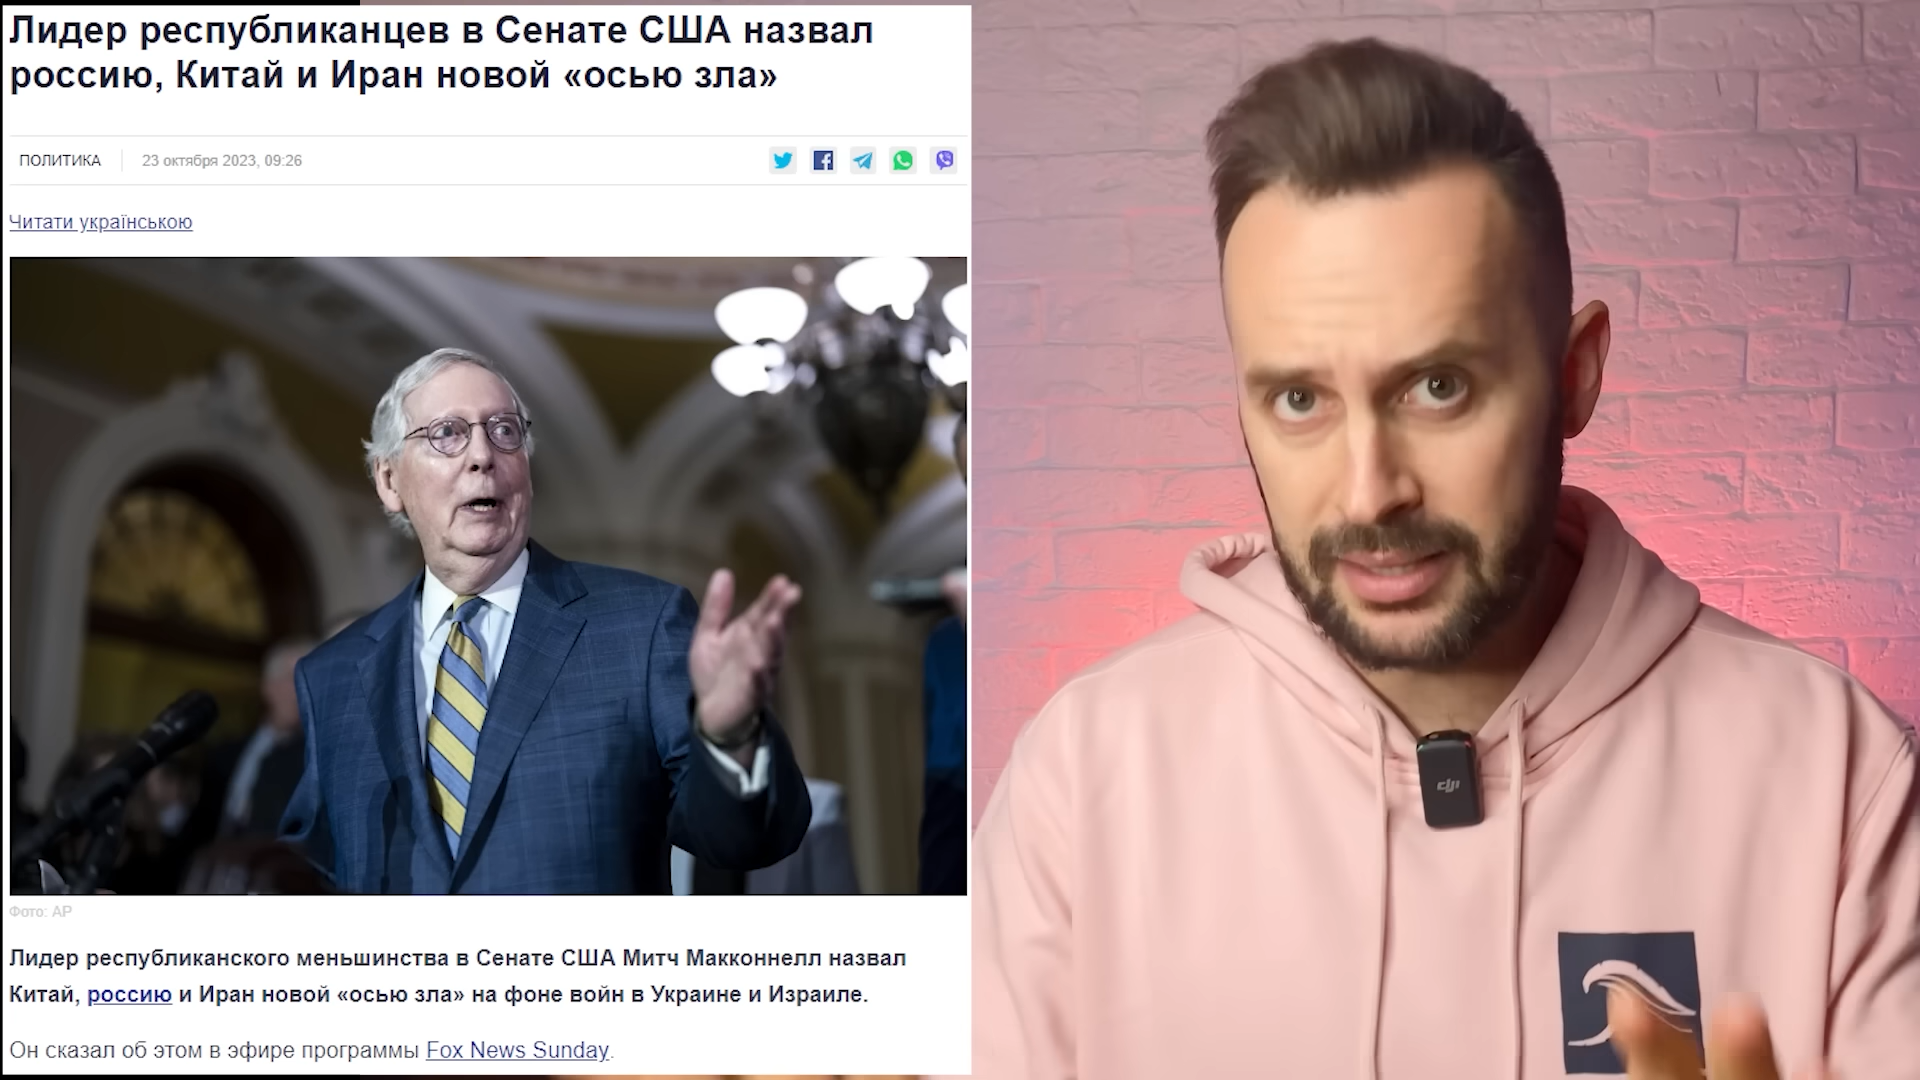 Лидер республиканцев в Сенате США назвал
россию, Китай и Иран новой «осью зла»
ПОЛИТИКА
23 октября 2023, 09:26
Читати українською
Фото: AP
Лидер республиканского меньшинства в Сенате США Митч Макконнелл назвал
Китай, россию и Иран новой «осью зла» на фоне войн в Украине и Израиле.
Он сказал об этом в эфире программы Fox News Sunday.
dji